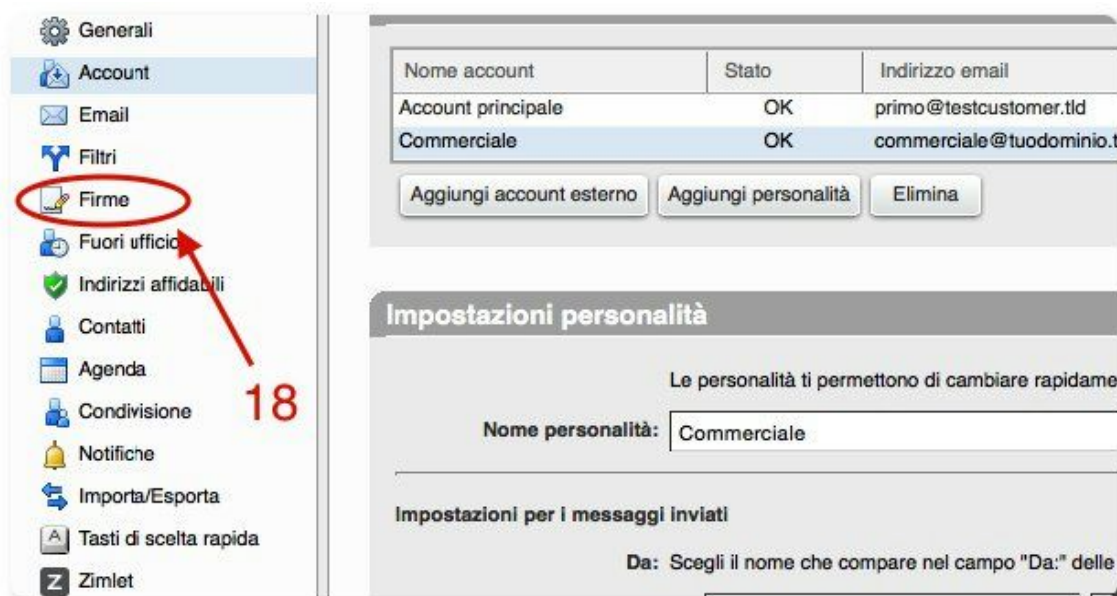 Generali
Account
Email
Filtri
Firme
Fuori ufficio
Indirizzi affidabili
Contatti
Agenda
Condivisione
Notifiche
Importa/Esporta
Tasti di scelta rapida
Zimlet
18
Nome account Stato Indirizzo email
Account principale OK primo@testcustomer.tld
Commerciale OK commerciale@tuodominio.t
Aggiungi account esterno Aggiungi personalità Elimina
Impostazioni personalità
Le personalità ti permettono di cambiare rapidame
Nome personalità: Commerciale
Impostazioni per i messaggi inviati
Da: Scegli il nome che compare nel campo "Da:" delle